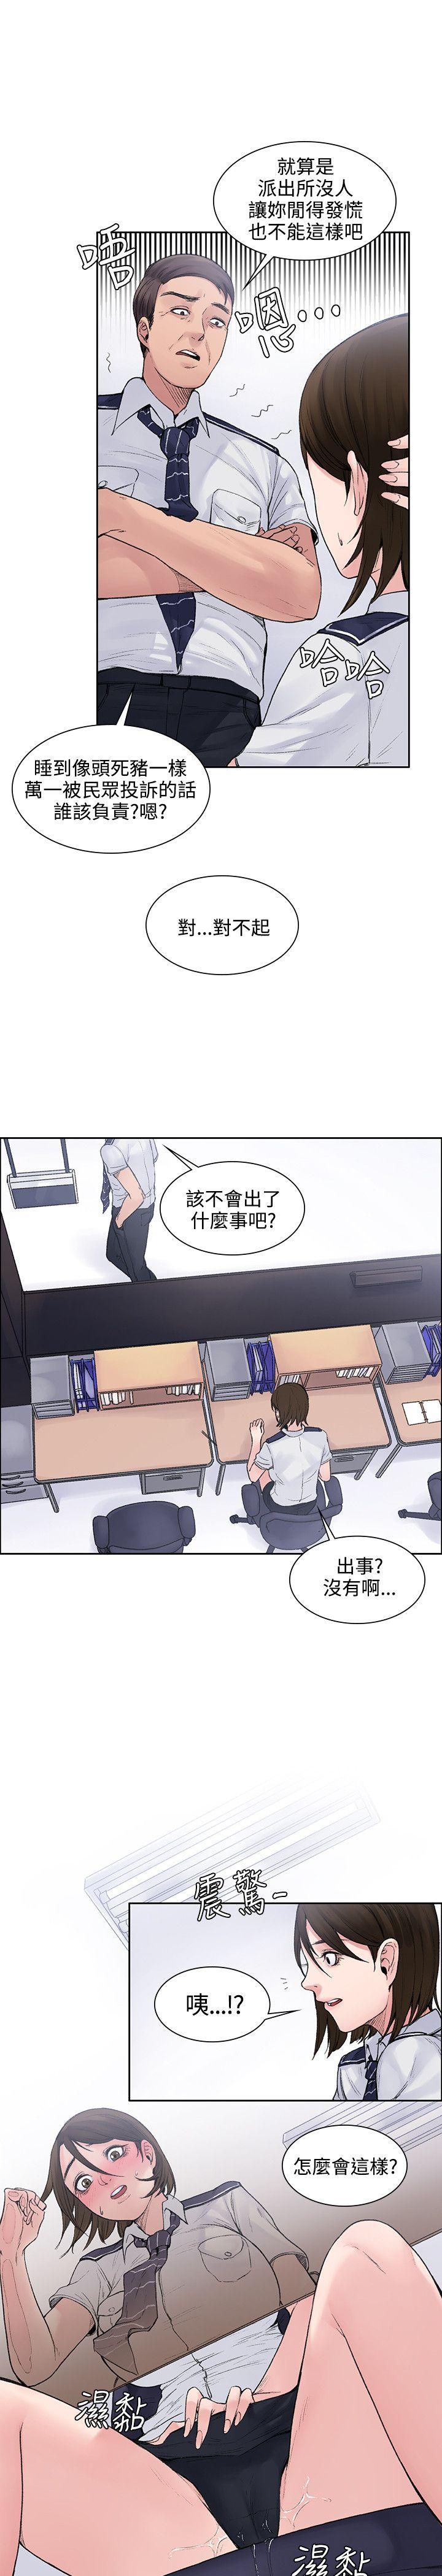 就算是
派出所沒人
讓妳閒得發慌
也不能這樣吧
唔
嗯...
哈哈
睡到像頭死豬一樣
萬一被民眾投訴的話
誰該負責?嗯?
對...對不起
該不會出了
什麼事吧?
出事?
沒有啊...
震驚-
咦...!?
怎麼會這樣?
濕黏
濕黏